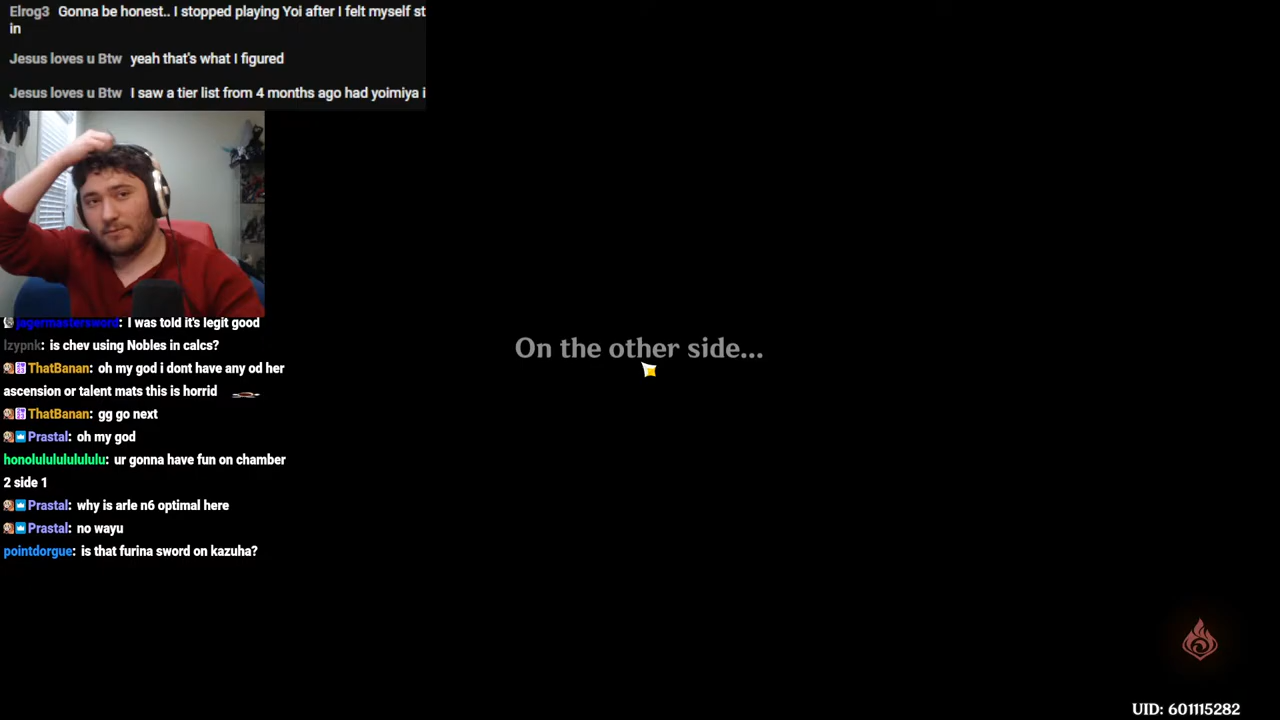 Elrog3 Gonna be honest.. I stopped playing Yoi after I felt myself st
in
Jesus loves u Btw yeah that's what I figured
Jesus loves u Btw I saw a tier list from 4 months ago had yoimiya i
jagermastersword: I was told it's legit good
lzypnk: is chev using Nobles in calcs?
ThatBanan: oh my god i dont have any od her
ascension or talent mats this is horrid
ThatBanan: gg go next
Prastal: oh my god
honolulululululu: ur gonna have fun on chamber
2 side 1
Prastal: why is arle n6 optimal here
Prastal: no wayu
pointdorgue: is that furina sword on kazuha?
On the other side...
UID: 601115282